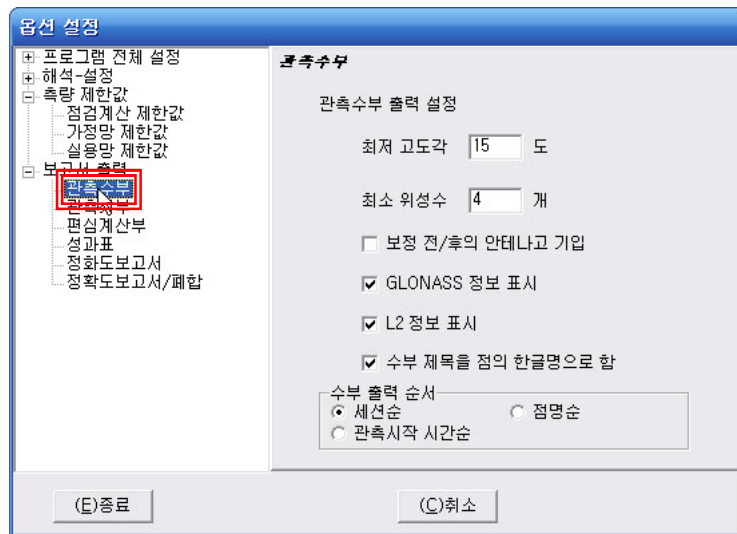 옵션 설정
프로그램 전체 설정
해석-설정
측량 제한값
점검계산 제한값
가정망 제한값
실용망 제한값
보고서 출력
관측수부
편심계산부
성과표
정화도보고서
정확도보고서/폐합
관측수부
관측수부 출력 설정
최저 고도각 15 도
최소 위성수 4 개
보정 전/후의 안테나고 기입
GLONASS 정보 표시
L2 정보 표시
수부 제목을 점의 한글명으로 함
수부 출력 순서
세션순 점명순
관측시작 시간순
(E)종료 (C)취소